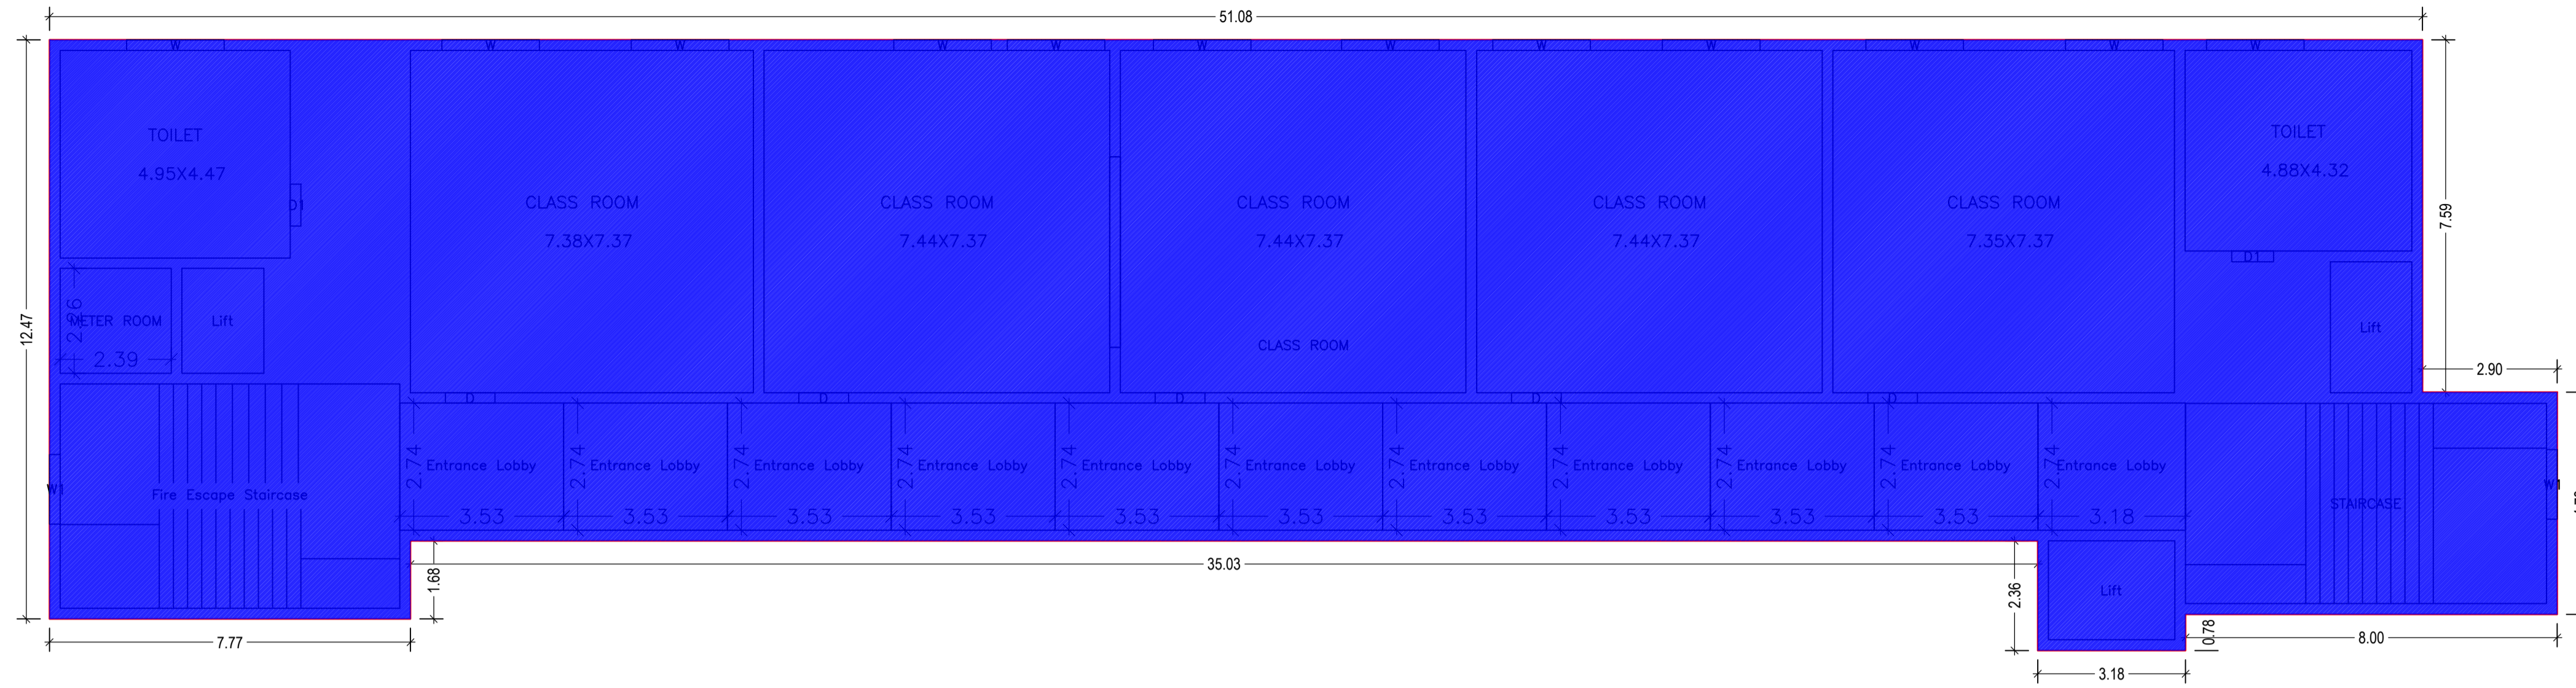 51.08
W W W W W W W W W W W W
TOILET
4.95X4.47
D1
CLASS ROOM
7.38X7.37
CLASS ROOM
7.44X7.37
CLASS ROOM
7.44X7.37
CLASS ROOM
CLASS ROOM
7.44X7.37
CLASS ROOM
7.35X7.37
TOILET
4.88X4.32
D1
7.59
12.47
METER ROOM
2.39
Lift
Lift
2.90
D D D D D
2.74 2.74 2.74 2.74 2.74 2.74 2.74 2.74 2.74 2.74 2.74
Entrance Lobby Entrance Lobby Entrance Lobby Entrance Lobby Entrance Lobby Entrance Lobby Entrance Lobby Entrance Lobby Entrance Lobby Entrance Lobby Entrance Lobby
3.53 3.53 3.53 3.53 3.53 3.53 3.53 3.53 3.53 3.53 3.18
W1
Fire Escape Staircase
STAIRCASE
W1
1.68
35.03
2.36
Lift
0.78
8.00
7.77
3.18